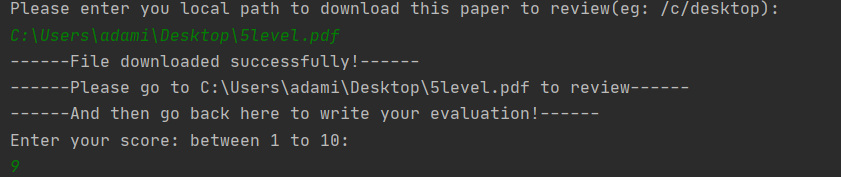 Please enter you local path to download this paper to review(eg: /c/desktop):
C:\Users\adami\Desktop\5level.pdf
------File downloaded successfully!------
------Please go to C:\Users\adami\Desktop\5level.pdf to review------
------And then go back here to write your evaluation!------
Enter your score: between 1 to 10:
9